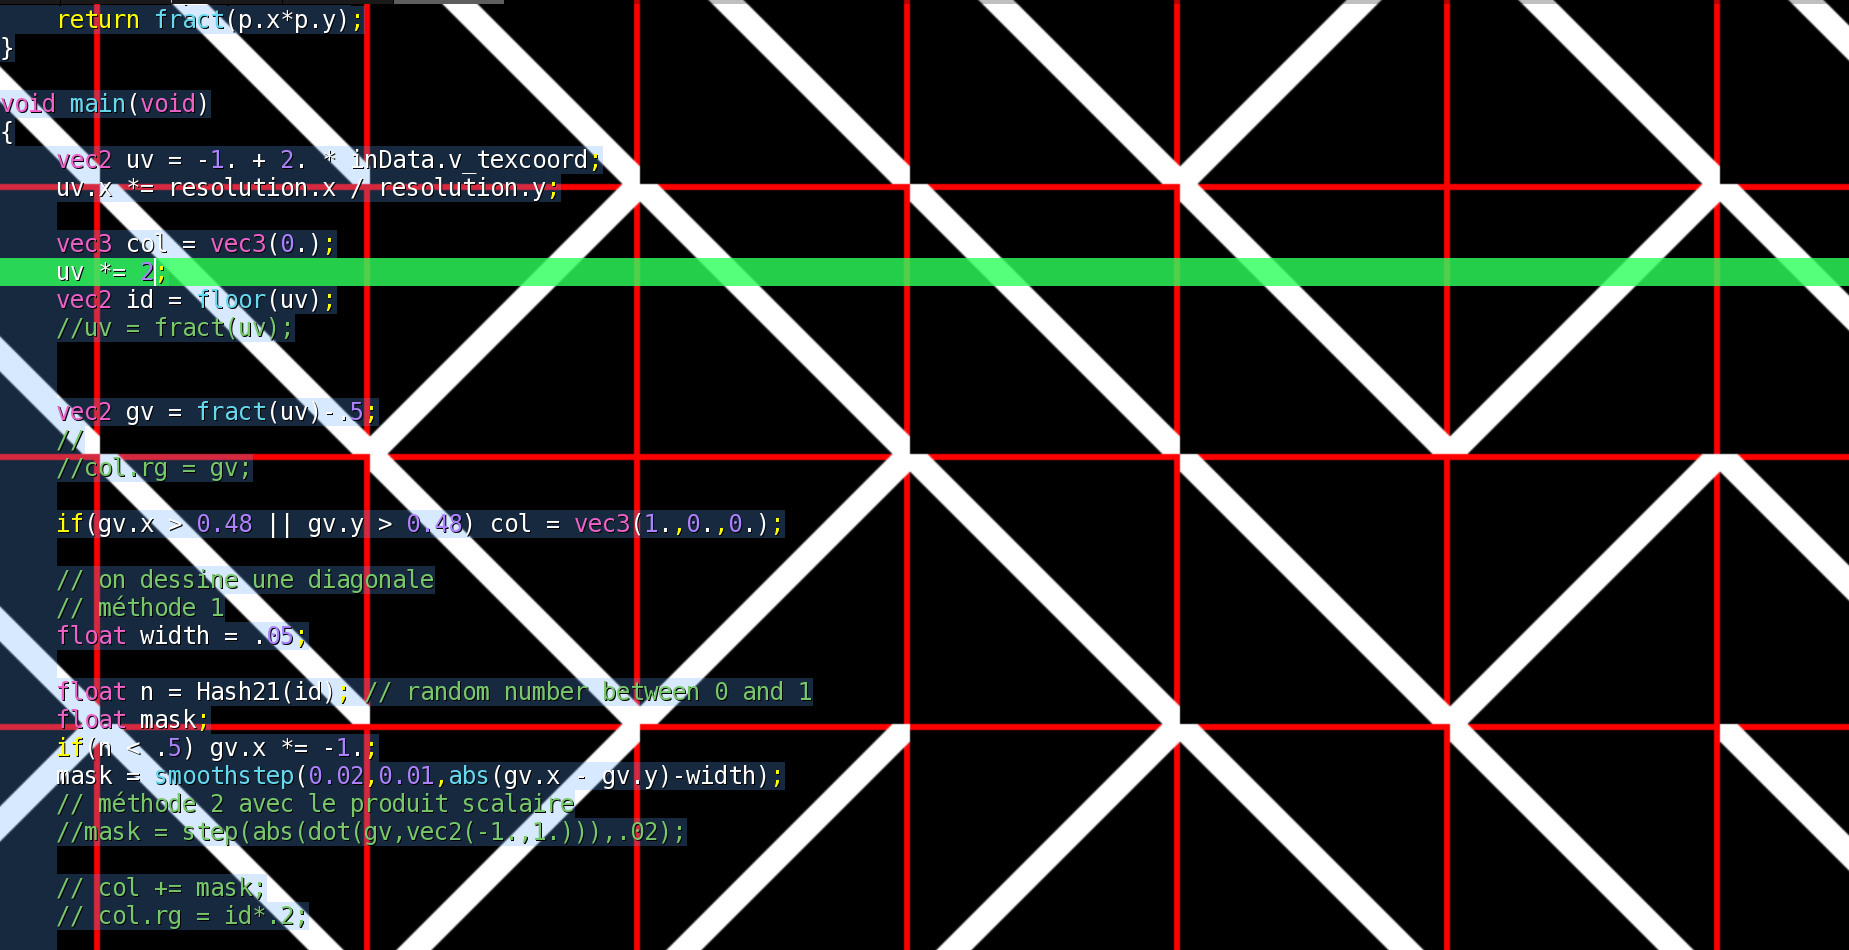 return fract(p.x*p.y);
}
void main(void)
{
vec2 uv = -1. + 2. * inData.v_texcoord;
uv.x *= resolution.x / resolution.y;
vec3 col = vec3(0.);
uv *= 2;
vec2 id = floor(uv);
//uv = fract(uv);
vec2 gv = fract(uv)-.5;
//
//col.rg = gv;
if(gv.x > 0.48 || gv.y > 0.48) col = vec3(1.,0.,0.);
// on dessine une diagonale
// méthode 1
float width = .05;
float n = Hash21(id); // random number between 0 and 1
float mask;
if(n < .5) gv.x *= -1.;
mask = smoothstep(0.02,0.01,abs(gv.x - gv.y)-width);
// méthode 2 avec le produit scalaire
//mask = step(abs(dot(gv,vec2(-1.,1.))),.02);
// col += mask;
// col.rg = id*.2;